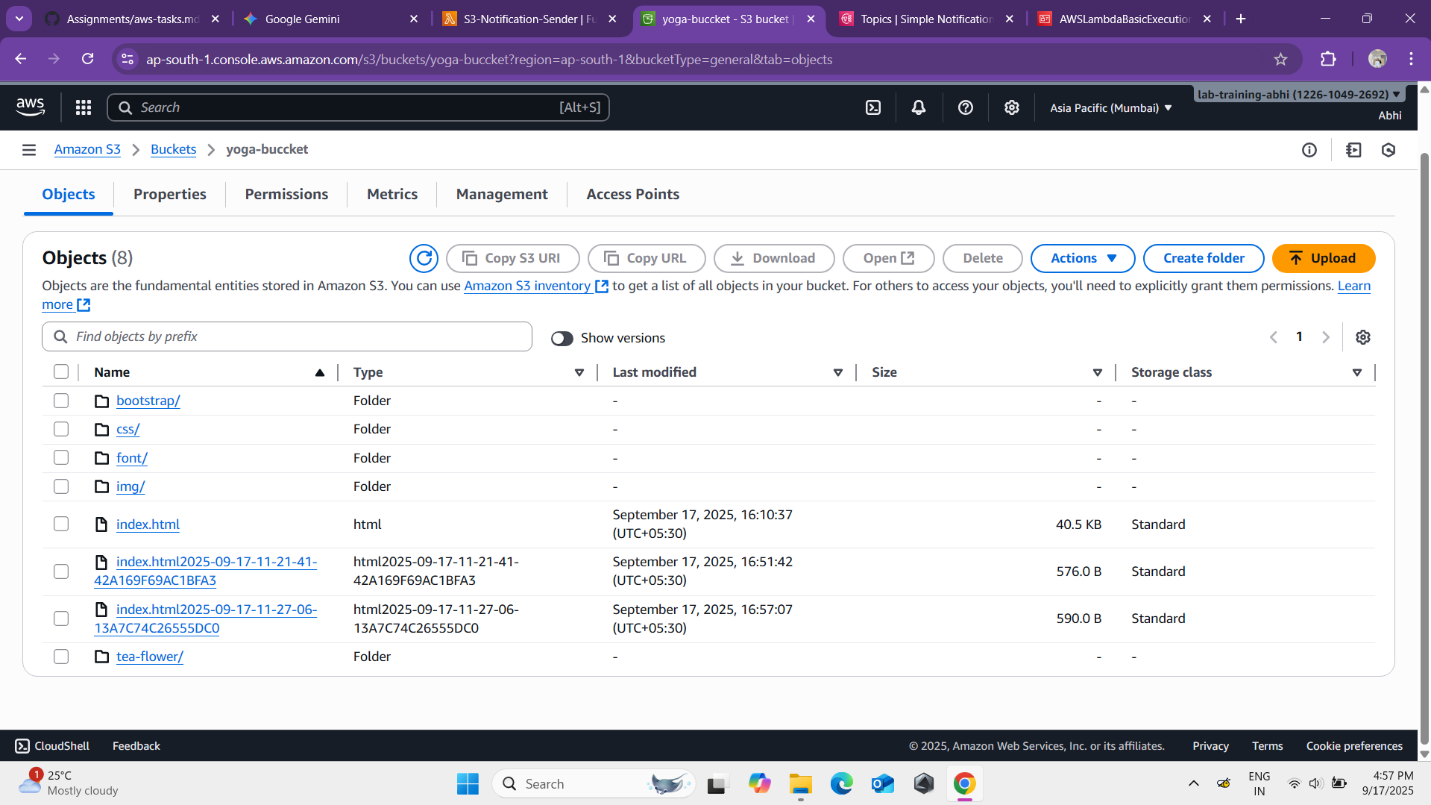 Assignments/aws-tasks.md
Google Gemini
S3-Notification-Sender | Fu
yoga-buccket - S3 bucket |
Topics | Simple Notification
AWSLambdaBasicExecution
ap-south-1.console.aws.amazon.com/s3/buckets/yoga-buccket?region=ap-south-1&bucketType=general&tab=objects
aws
Search [Alt+S]
Asia Pacific (Mumbai)
lab-training-abhi (1226-1049-2692)
Abhi
Amazon S3 > Buckets > yoga-buccket
Objects Properties Permissions Metrics Management Access Points
Objects (8)
Copy S3 URI Copy URL Download Open Delete Actions Create folder Upload
Objects are the fundamental entities stored in Amazon S3. You can use Amazon S3 inventory to get a list of all objects in your bucket. For others to access your objects, you'll need to explicitly grant them permissions. Learn
more
Find objects by prefix
Show versions
1
Name Type Last modified Size Storage class
bootstrap/ Folder - - -
css/ Folder - - -
font/ Folder - - -
img/ Folder - - -
index.html html September 17, 2025, 16:10:37 40.5 KB Standard
(UTC+05:30)
index.html2025-09-17-11-21-41- html2025-09-17-11-21-41- September 17, 2025, 16:51:42 576.0 B Standard
42A169F69AC1BFA3 42A169F69AC1BFA3 (UTC+05:30)
index.html2025-09-17-11-27-06- html2025-09-17-11-27-06- September 17, 2025, 16:57:07 590.0 B Standard
13A7C74C26555DC0 13A7C74C26555DC0 (UTC+05:30)
tea-flower/ Folder - - -
CloudShell Feedback © 2025, Amazon Web Services, Inc. or its affiliates. Privacy Terms Cookie preferences
1
25°C
Mostly cloudy
Search
ENG
IN
4:57 PM
9/17/2025